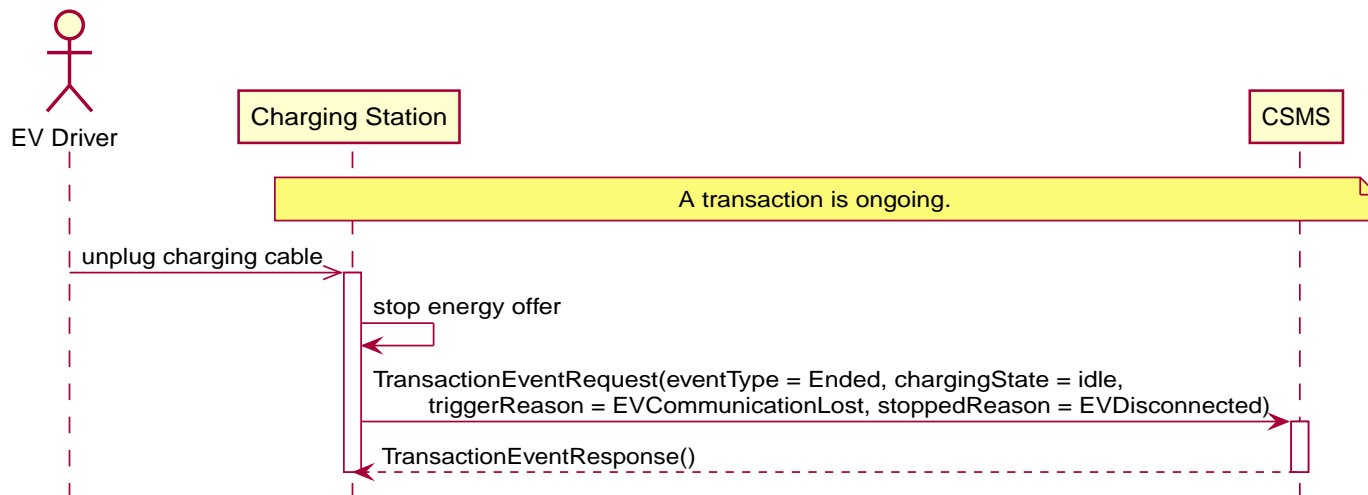 EV Driver
Charging Station
CSMS
A transaction is ongoing.
unplug charging cable
stop energy offer
TransactionEventRequest(eventType = Ended, chargingState = idle,
triggerReason = EVCommunicationLost, stoppedReason = EVDisconnected)
TransactionEventResponse()